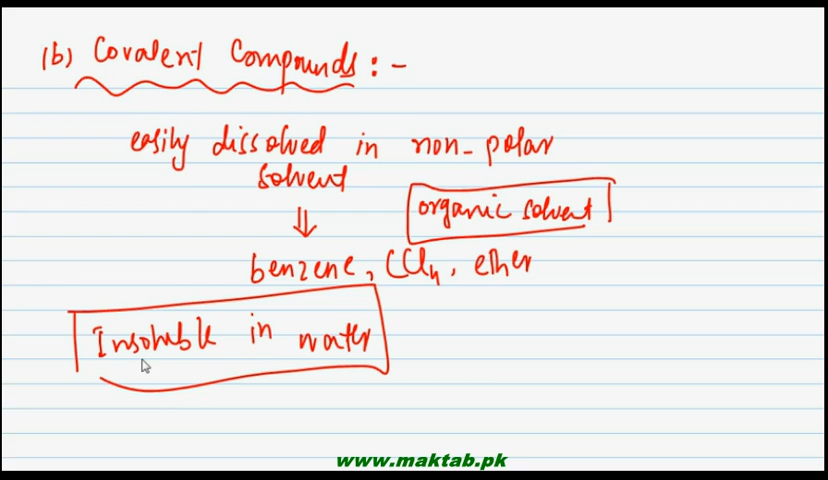 (b) Covalent Compounds : -
easily dissolved in non-polar
solvent
organic solvent
⇓
benzene, CCl4, ether
Insoluble in water
www.maktab.pk